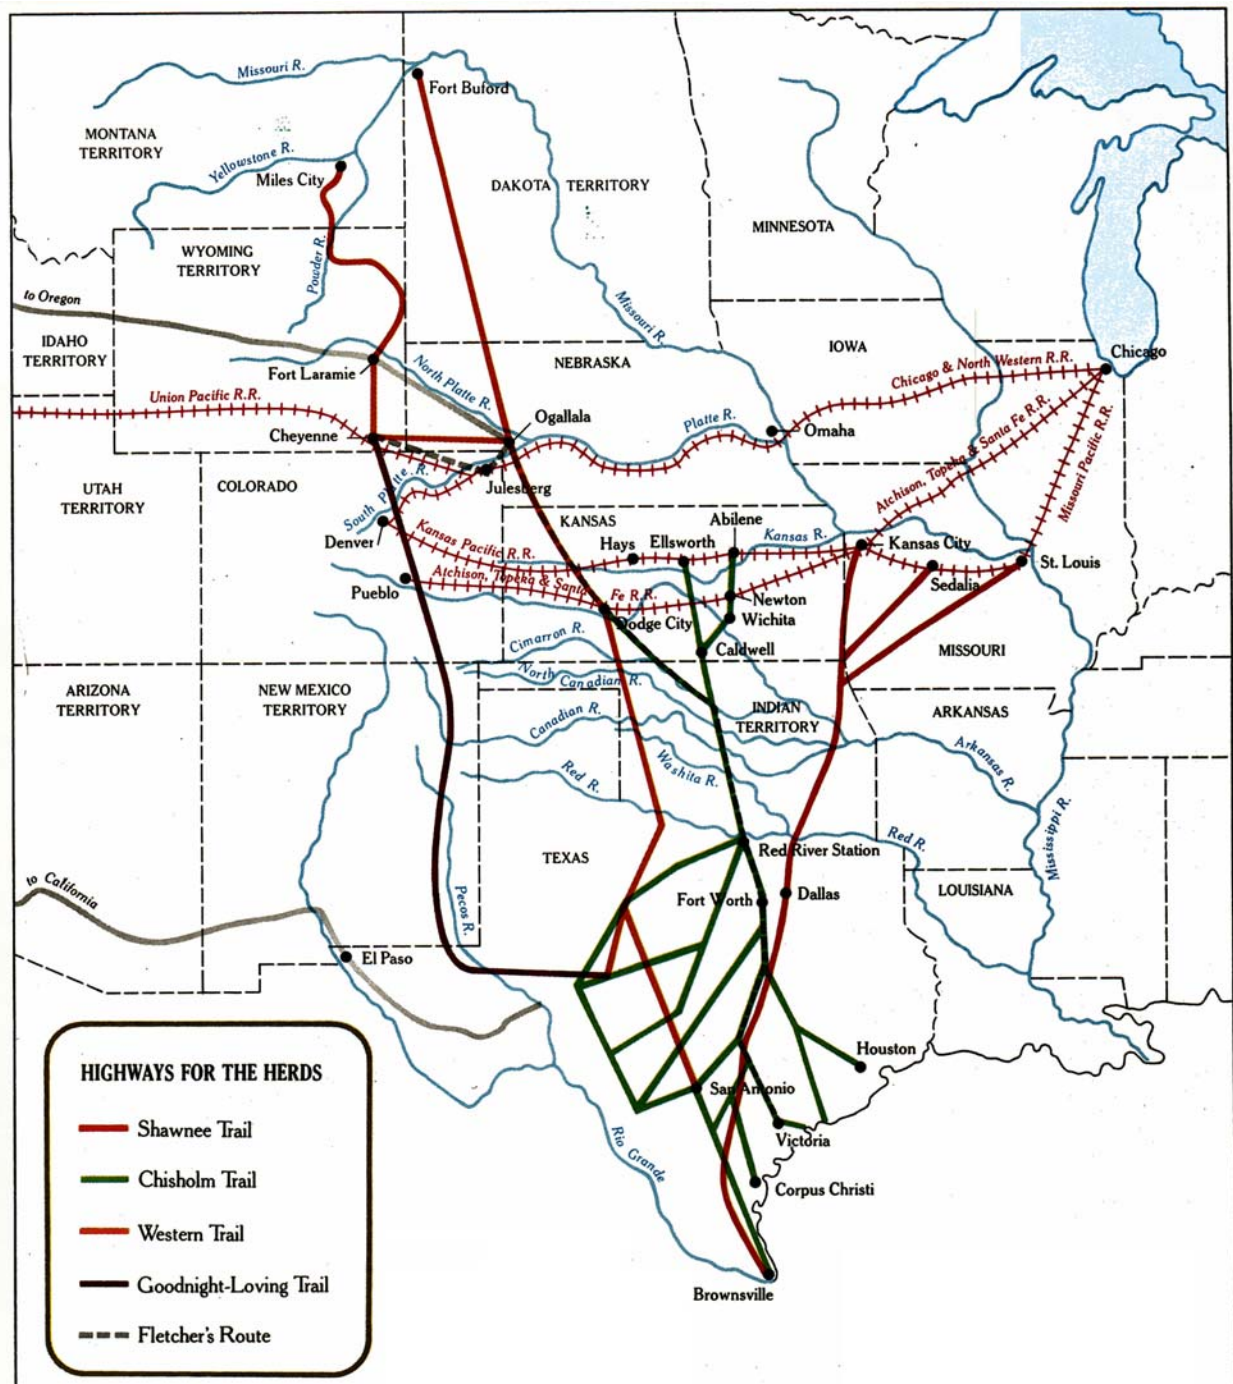 Missouri R.
Fort Buford
MONTANA
TERRITORY
Yellowstone R.
Miles City
DAKOTA TERRITORY
MINNESOTA
WYOMING
TERRITORY
Powder R.
to Oregon
Missouri R.
IDAHO
TERRITORY
Fort Laramie
North Platte R.
NEBRASKA
IOWA
Chicago
Chicago & North Western R.R.
Union Pacific R.R.
Cheyenne
Ogallala
Platte R.
Omaha
Atchison, Topeka & Santa Fe R.R.
Missouri Pacific R.R.
UTAH
TERRITORY
COLORADO
South Platte R.
Julesberg
Denver
Kansas Pacific R.R.
KANSAS
Hays
Ellsworth
Abilene
Kansas R.
Kansas City
Sedalia
St. Louis
Pueblo
Atchison, Topeka & Santa Fe R.R.
Dodge City
Newton
Wichita
Caldwell
Cimarron R.
North Canadian R.
MISSOURI
ARIZONA
TERRITORY
NEW MEXICO
TERRITORY
Canadian R.
INDIAN
TERRITORY
ARKANSAS
Arkansas R.
Washita R.
Red R.
Mississippi R.
TEXAS
Red River Station
Red R.
to California
Pecos R.
Fort Worth
Dallas
LOUISIANA
El Paso
Houston
San Antonio
Victoria
Rio Grande
Corpus Christi
Brownsville
HIGHWAYS FOR THE HERDS
Shawnee Trail
Chisholm Trail
Western Trail
Goodnight-Loving Trail
Fletcher's Route